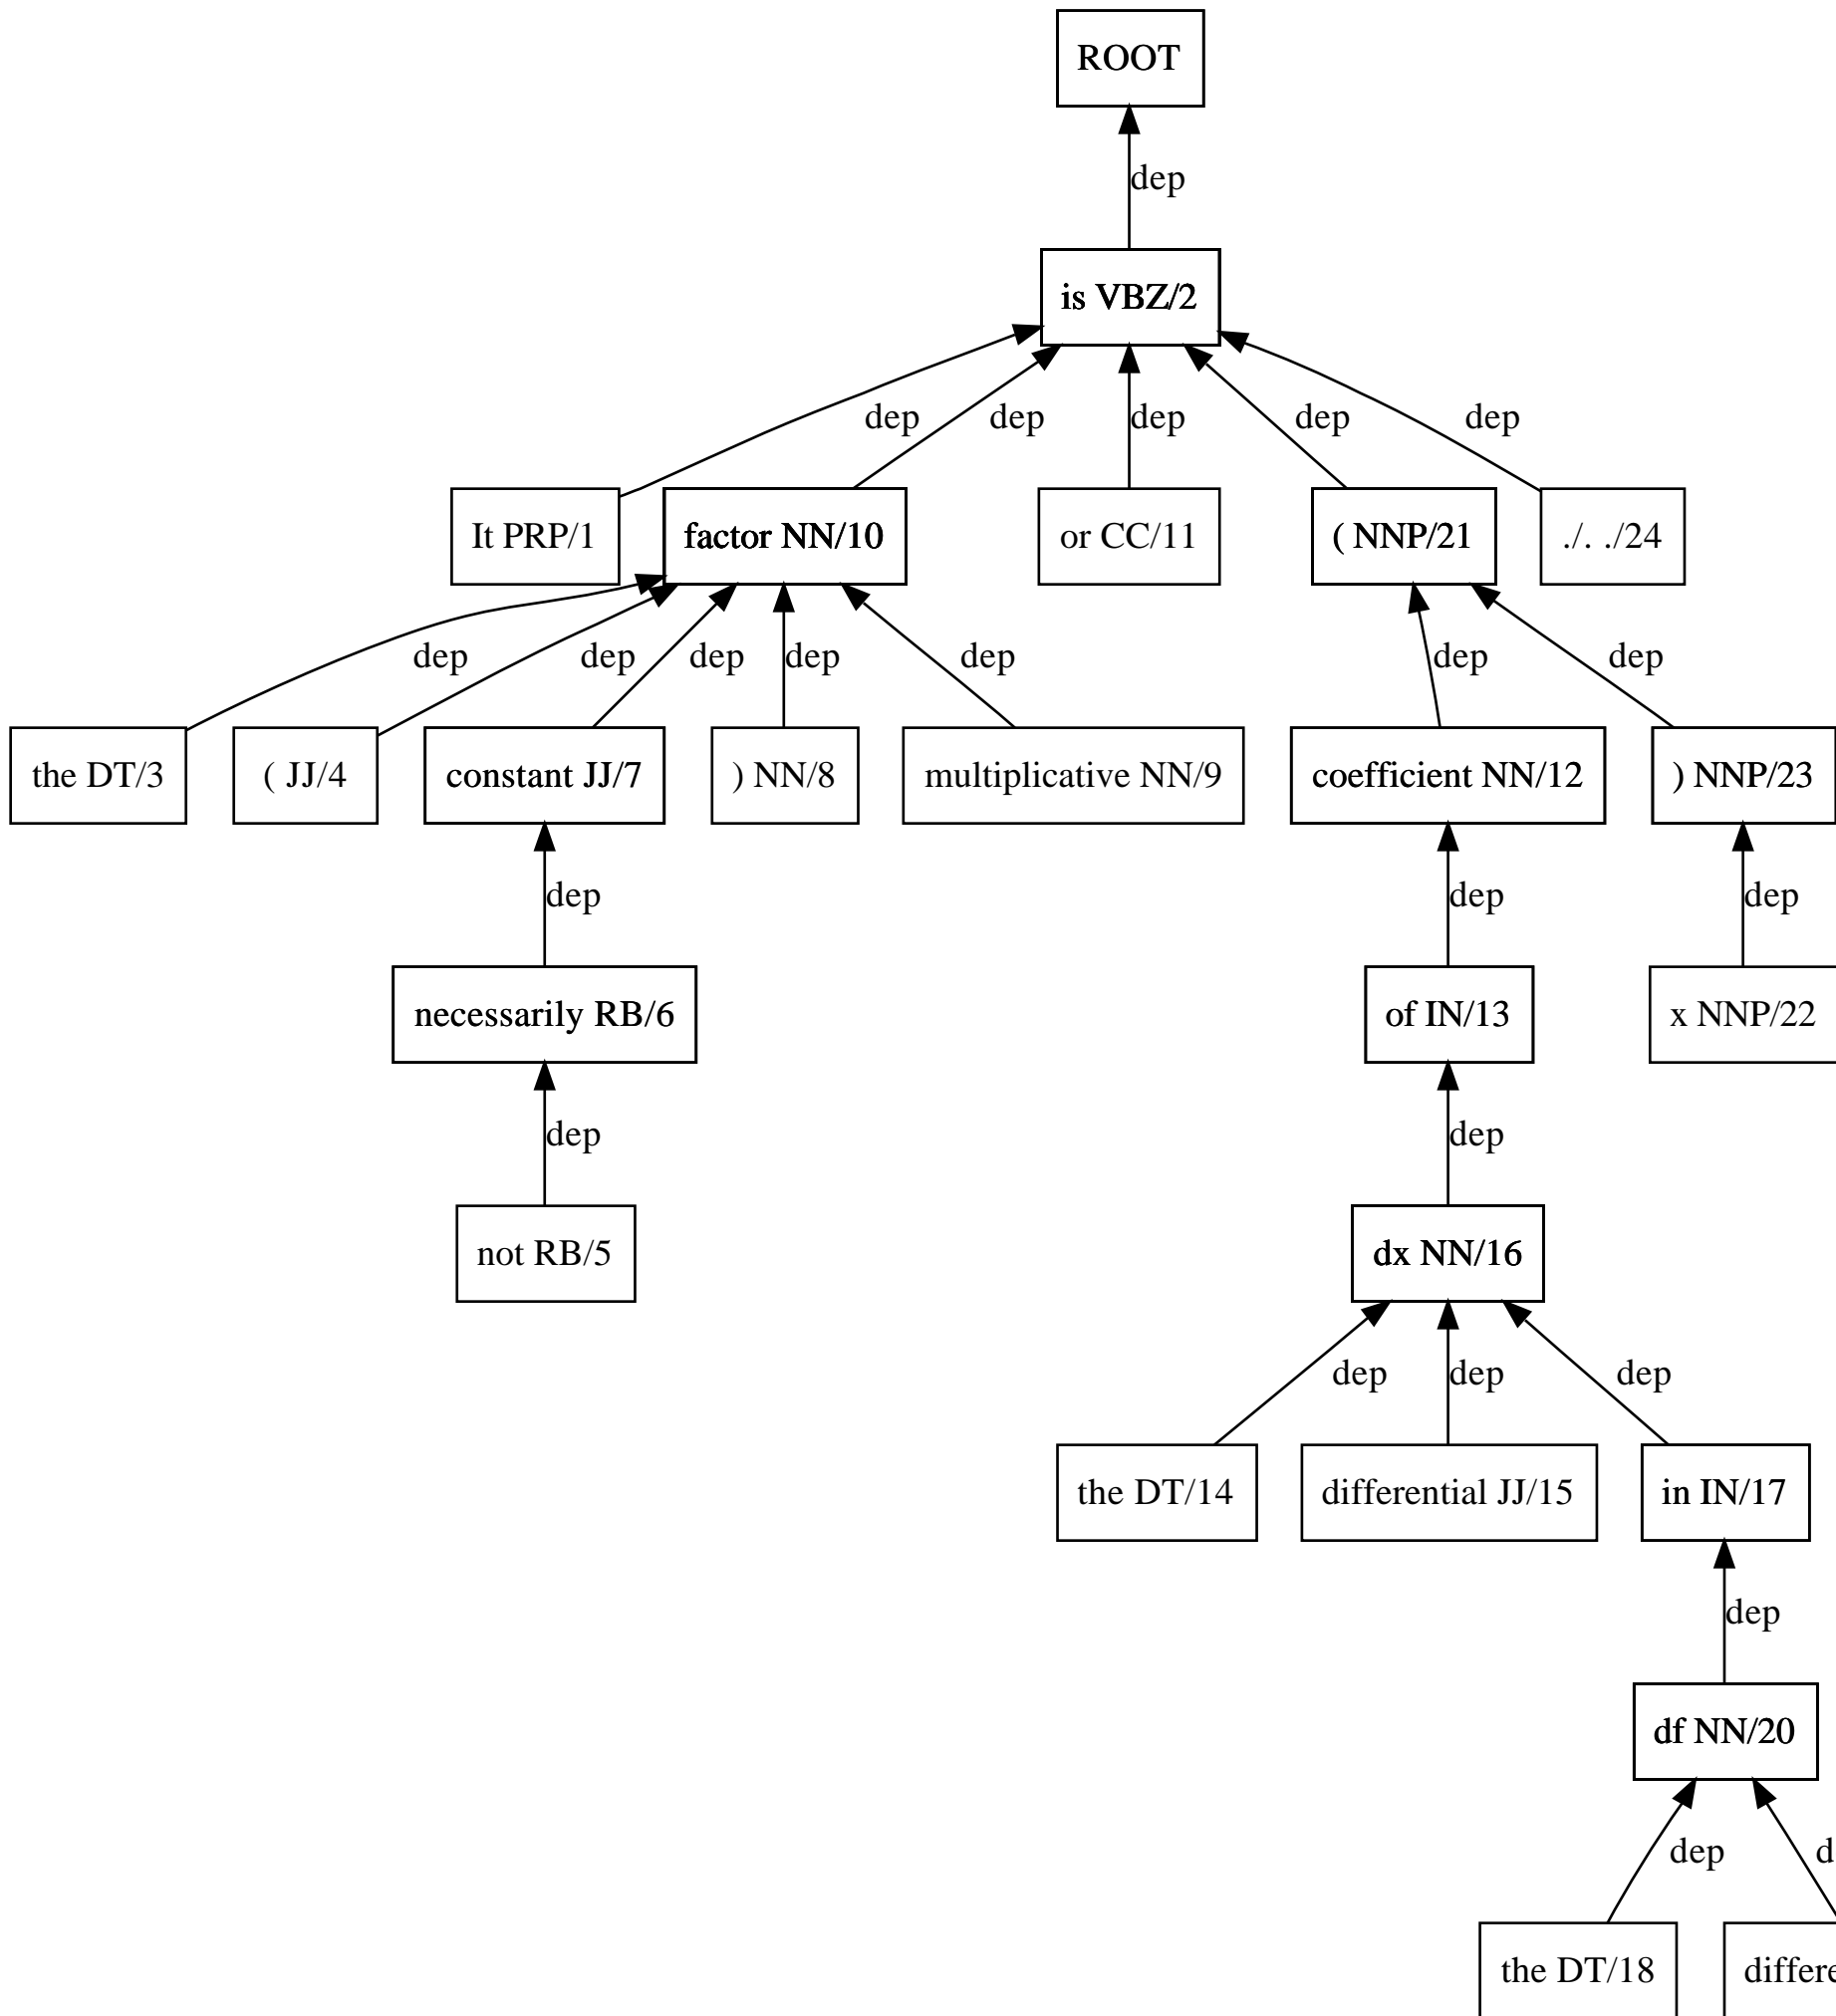 ROOT
dep
is VBZ/2
dep dep dep dep dep
It PRP/1 factor NN/10 or CC/11 ( NNP/21 ./. ./24
dep dep dep dep dep dep dep
the DT/3 ( JJ/4 constant JJ/7 ) NN/8 multiplicative NN/9 coefficient NN/12 ) NNP/23
dep dep dep
necessarily RB/6 of IN/13 x NNP/22
dep dep
not RB/5 dx NN/16
dep dep dep
the DT/14 differential JJ/15 in IN/17
dep
df NN/20
dep
the DT/18